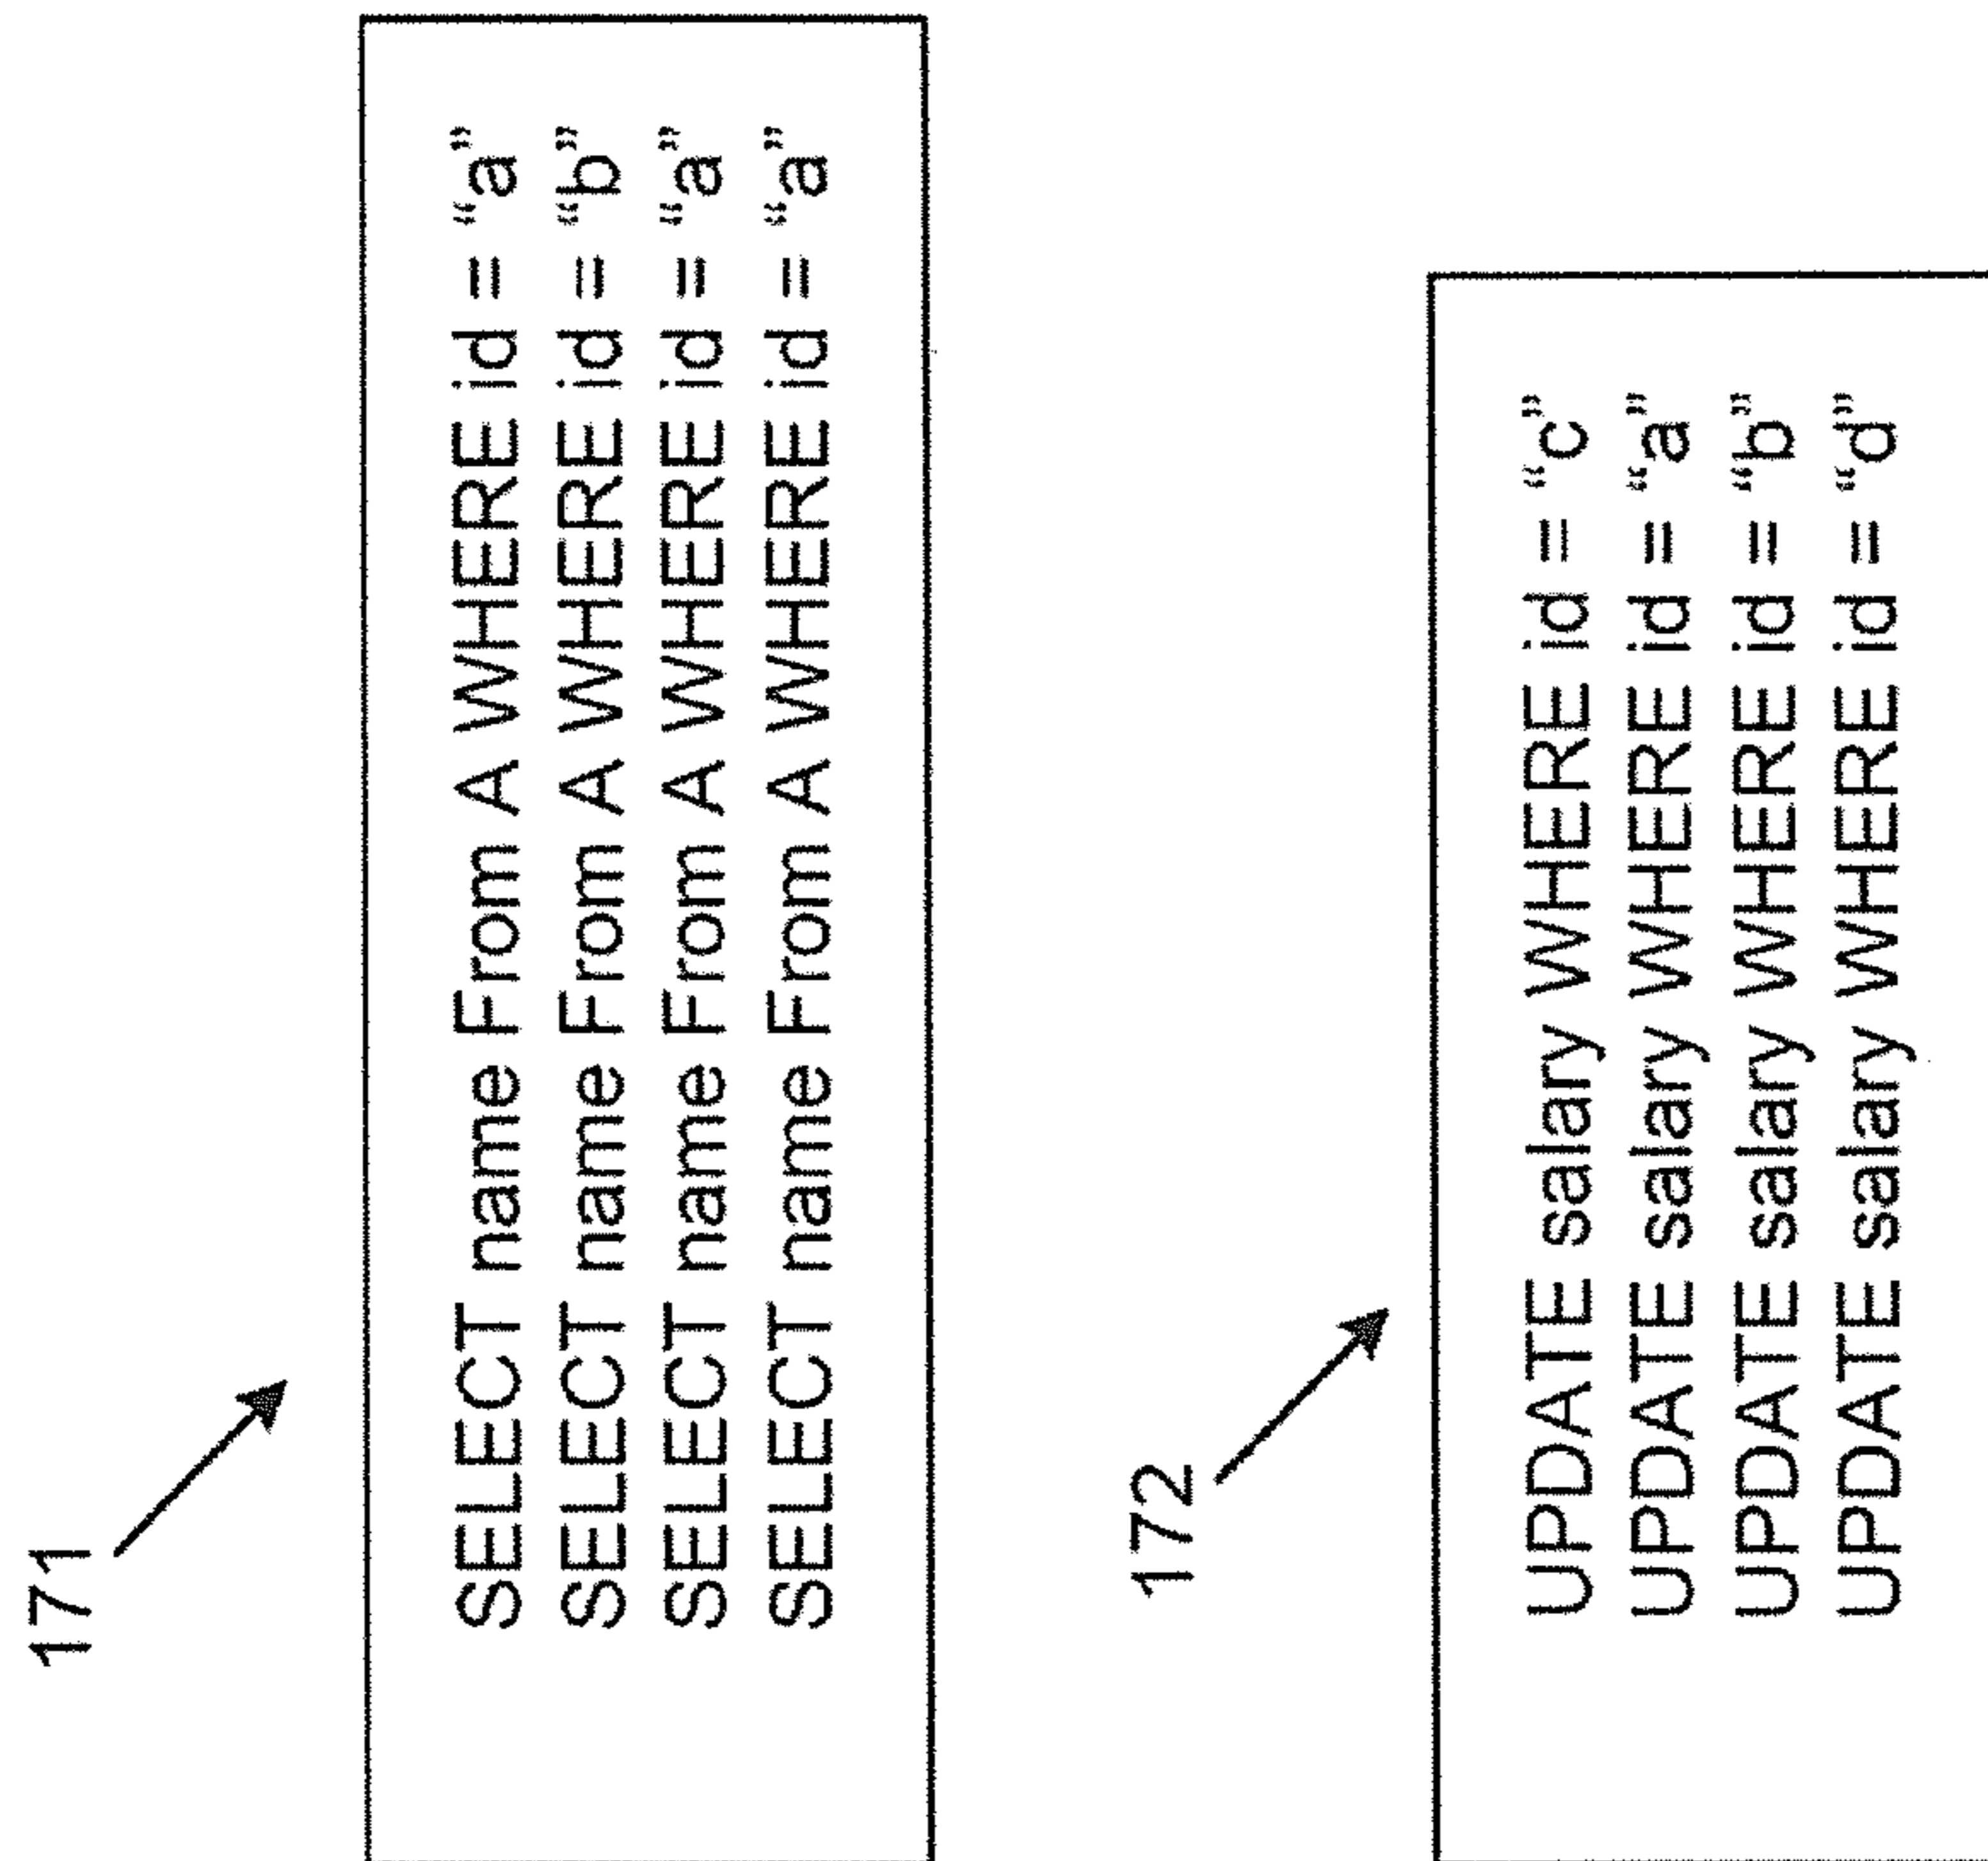 171
SELECT name From A WHERE id = “a”
SELECT name From A WHERE id = “b”
SELECT name From A WHERE id = “a”
SELECT name From A WHERE id = “a”
172
UPDATE salary WHERE id = “c”
UPDATE salary WHERE id = “a”
UPDATE salary WHERE id = “b”
UPDATE salary WHERE id = “d”